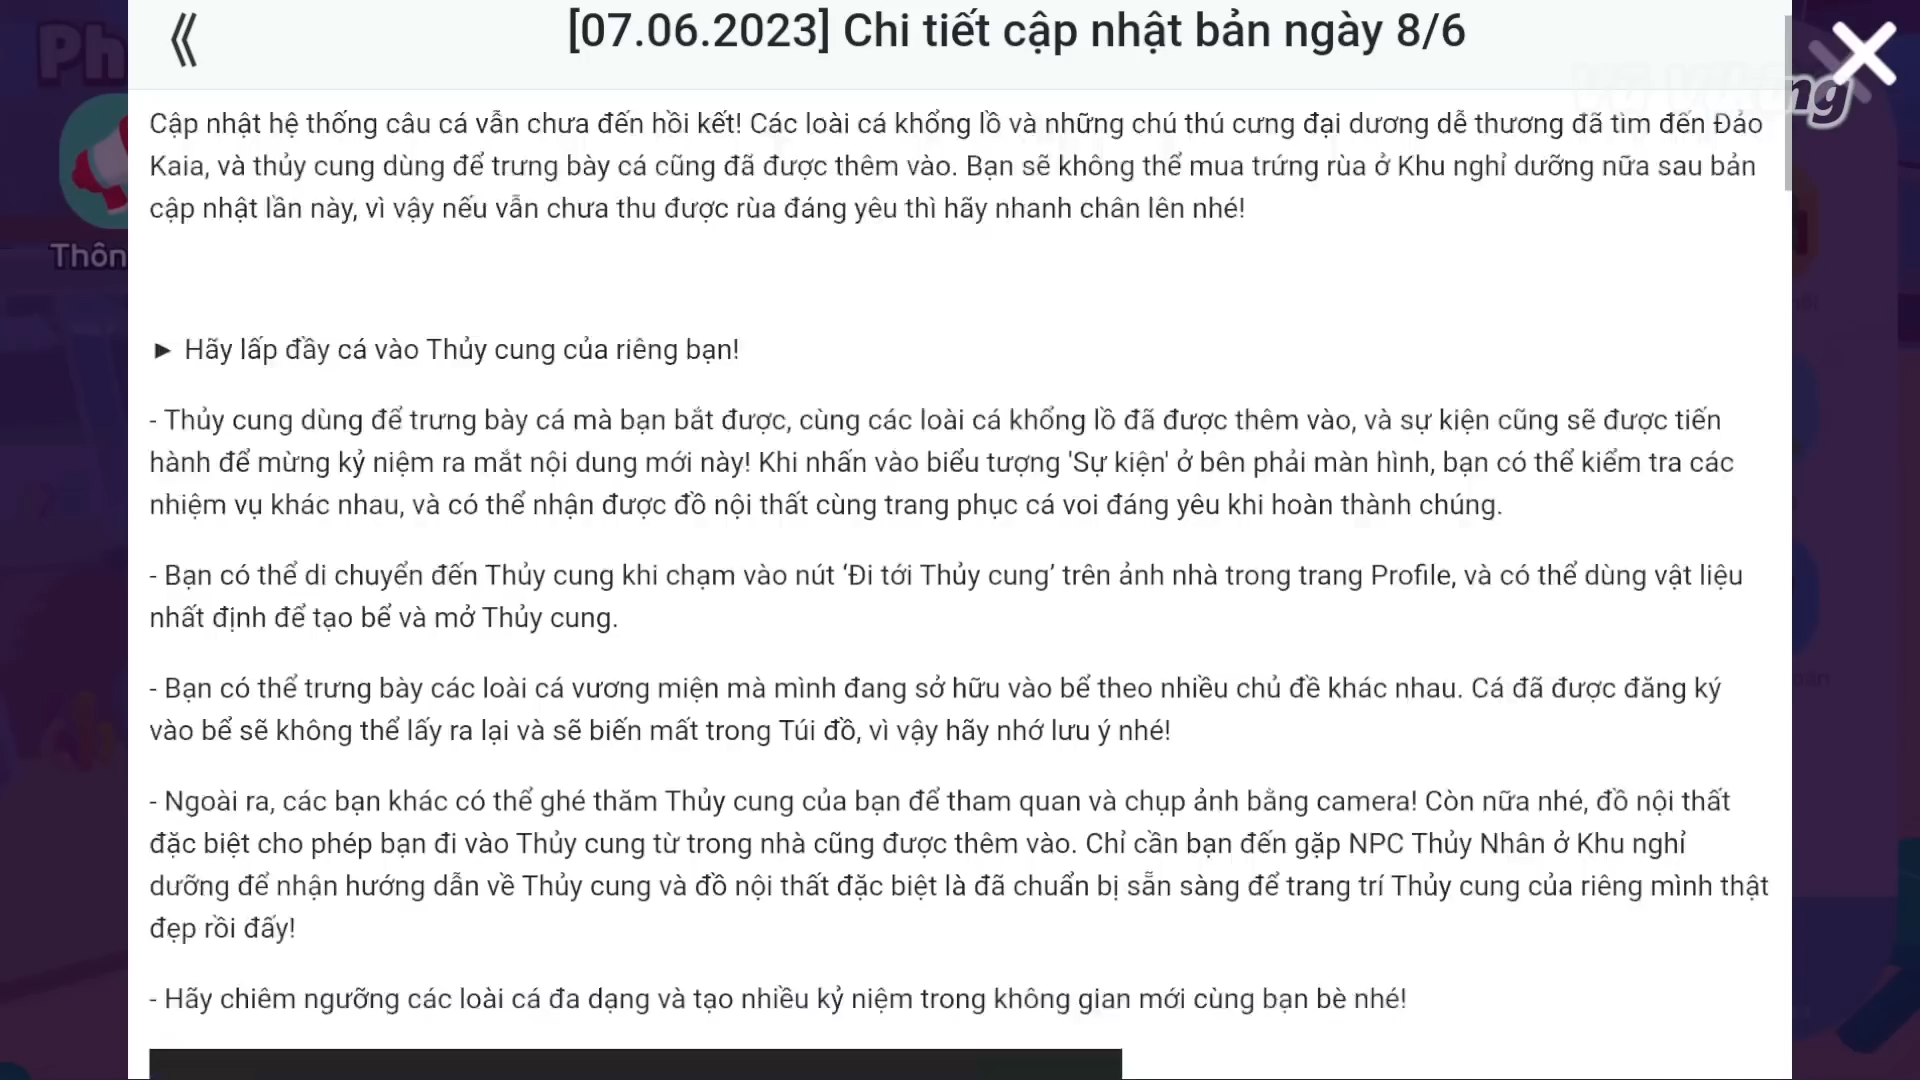 [07.06.2023] Chi tiết cập nhật bản ngày 8/6
Cập nhật hệ thống câu cá vẫn chưa đến hồi kết! Các loài cá khổng lồ và những chú thú cưng đại dương dễ thương đã tìm đến Đảo
Kaia, và thủy cung dùng để trưng bày cá cũng đã được thêm vào. Bạn sẽ không thể mua trứng rùa ở Khu nghỉ dưỡng nữa sau bản
cập nhật lần này, vì vậy nếu vẫn chưa thu được rùa đáng yêu thì hãy nhanh chân lên nhé!
► Hãy lấp đầy cá vào Thủy cung của riêng bạn!
- Thủy cung dùng để trưng bày cá mà bạn bắt được, cùng các loài cá khổng lồ đã được thêm vào, và sự kiện cũng sẽ được tiến
hành để mừng kỷ niệm ra mắt nội dung mới này! Khi nhấn vào biểu tượng 'Sự kiện' ở bên phải màn hình, bạn có thể kiểm tra các
nhiệm vụ khác nhau, và có thể nhận được đồ nội thất cùng trang phục cá voi đáng yêu khi hoàn thành chúng.
- Bạn có thể di chuyển đến Thủy cung khi chạm vào nút ‘Đi tới Thủy cung’ trên ảnh nhà trong trang Profile, và có thể dùng vật liệu
nhất định để tạo bể và mở Thủy cung.
- Bạn có thể trưng bày các loài cá vương miện mà mình đang sở hữu vào bể theo nhiều chủ đề khác nhau. Cá đã được đăng ký
vào bể sẽ không thể lấy ra lại và sẽ biến mất trong Túi đồ, vì vậy hãy nhớ lưu ý nhé!
- Ngoài ra, các bạn khác có thể ghé thăm Thủy cung của bạn để tham quan và chụp ảnh bằng camera! Còn nữa nhé, đồ nội thất
đặc biệt cho phép bạn đi vào Thủy cung từ trong nhà cũng được thêm vào. Chỉ cần bạn đến gặp NPC Thủy Nhân ở Khu nghỉ
dưỡng để nhận hướng dẫn về Thủy cung và đồ nội thất đặc biệt là đã chuẩn bị sẵn sàng để trang trí Thủy cung của riêng mình thật
đẹp rồi đấy!
- Hãy chiêm ngưỡng các loài cá đa dạng và tạo nhiều kỷ niệm trong không gian mới cùng bạn bè nhé!
Ph
Thôn